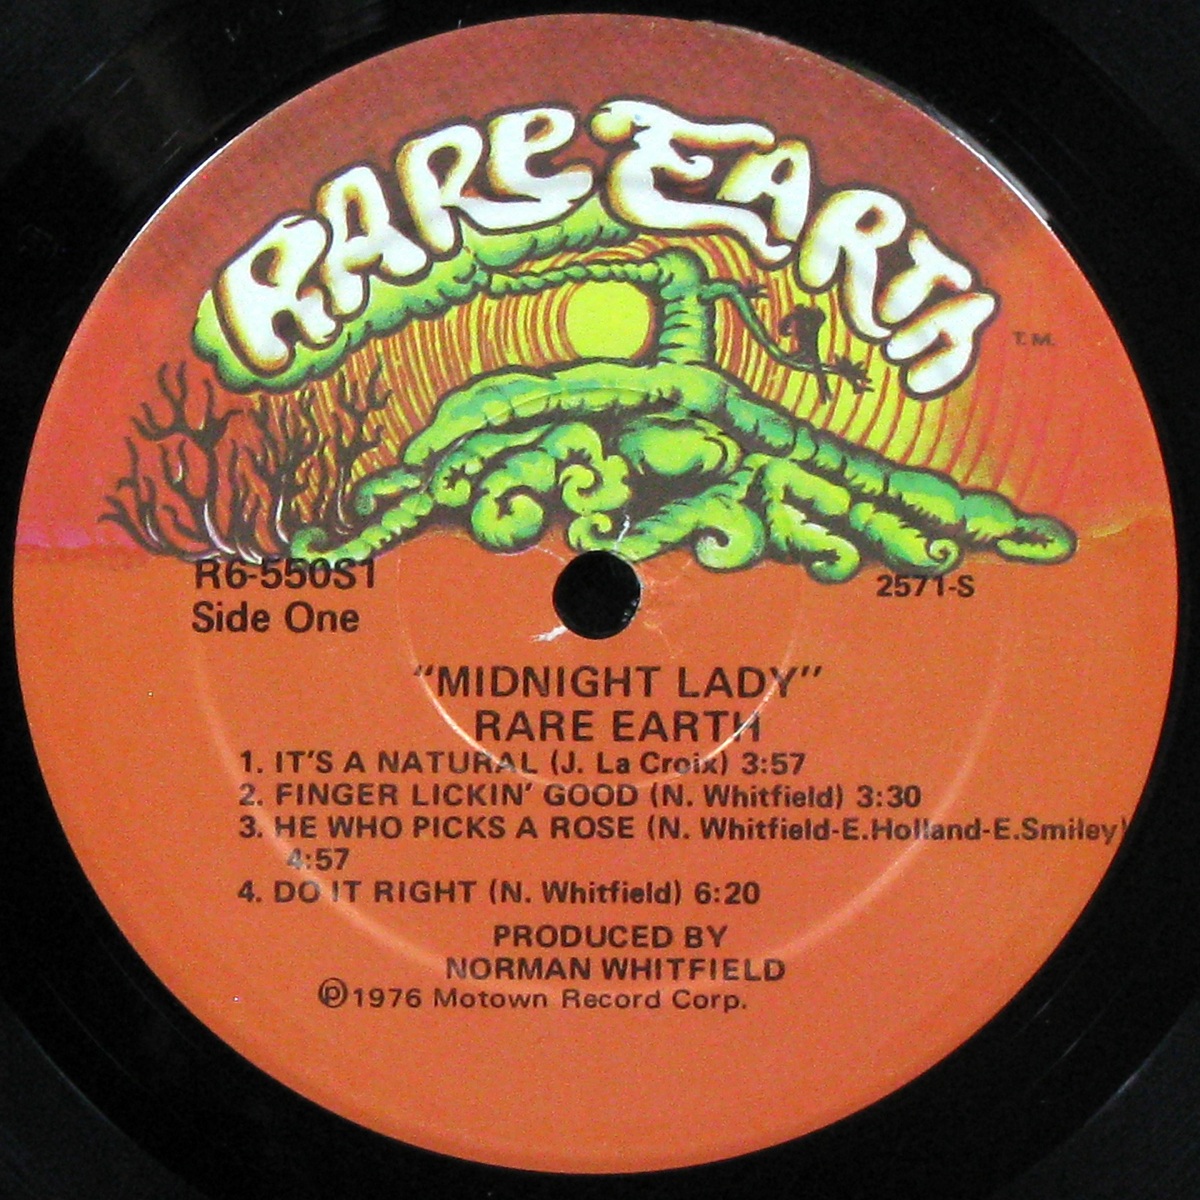 RARE EARTH
T.M.
R6-550S1
2571-S
Side One
"MIDNIGHT LADY"
RARE EARTH
1. IT'S A NATURAL (J. La Croix) 3:57
2. FINGER LICKIN' GOOD (N. Whitfield) 3:30
3. HE WHO PICKS A ROSE (N. Whitfield-E.Holland-E.Smiley)
4:57
4. DO IT RIGHT (N. Whitfield) 6:20
PRODUCED BY
NORMAN WHITFIELD
℗1976 Motown Record Corp.